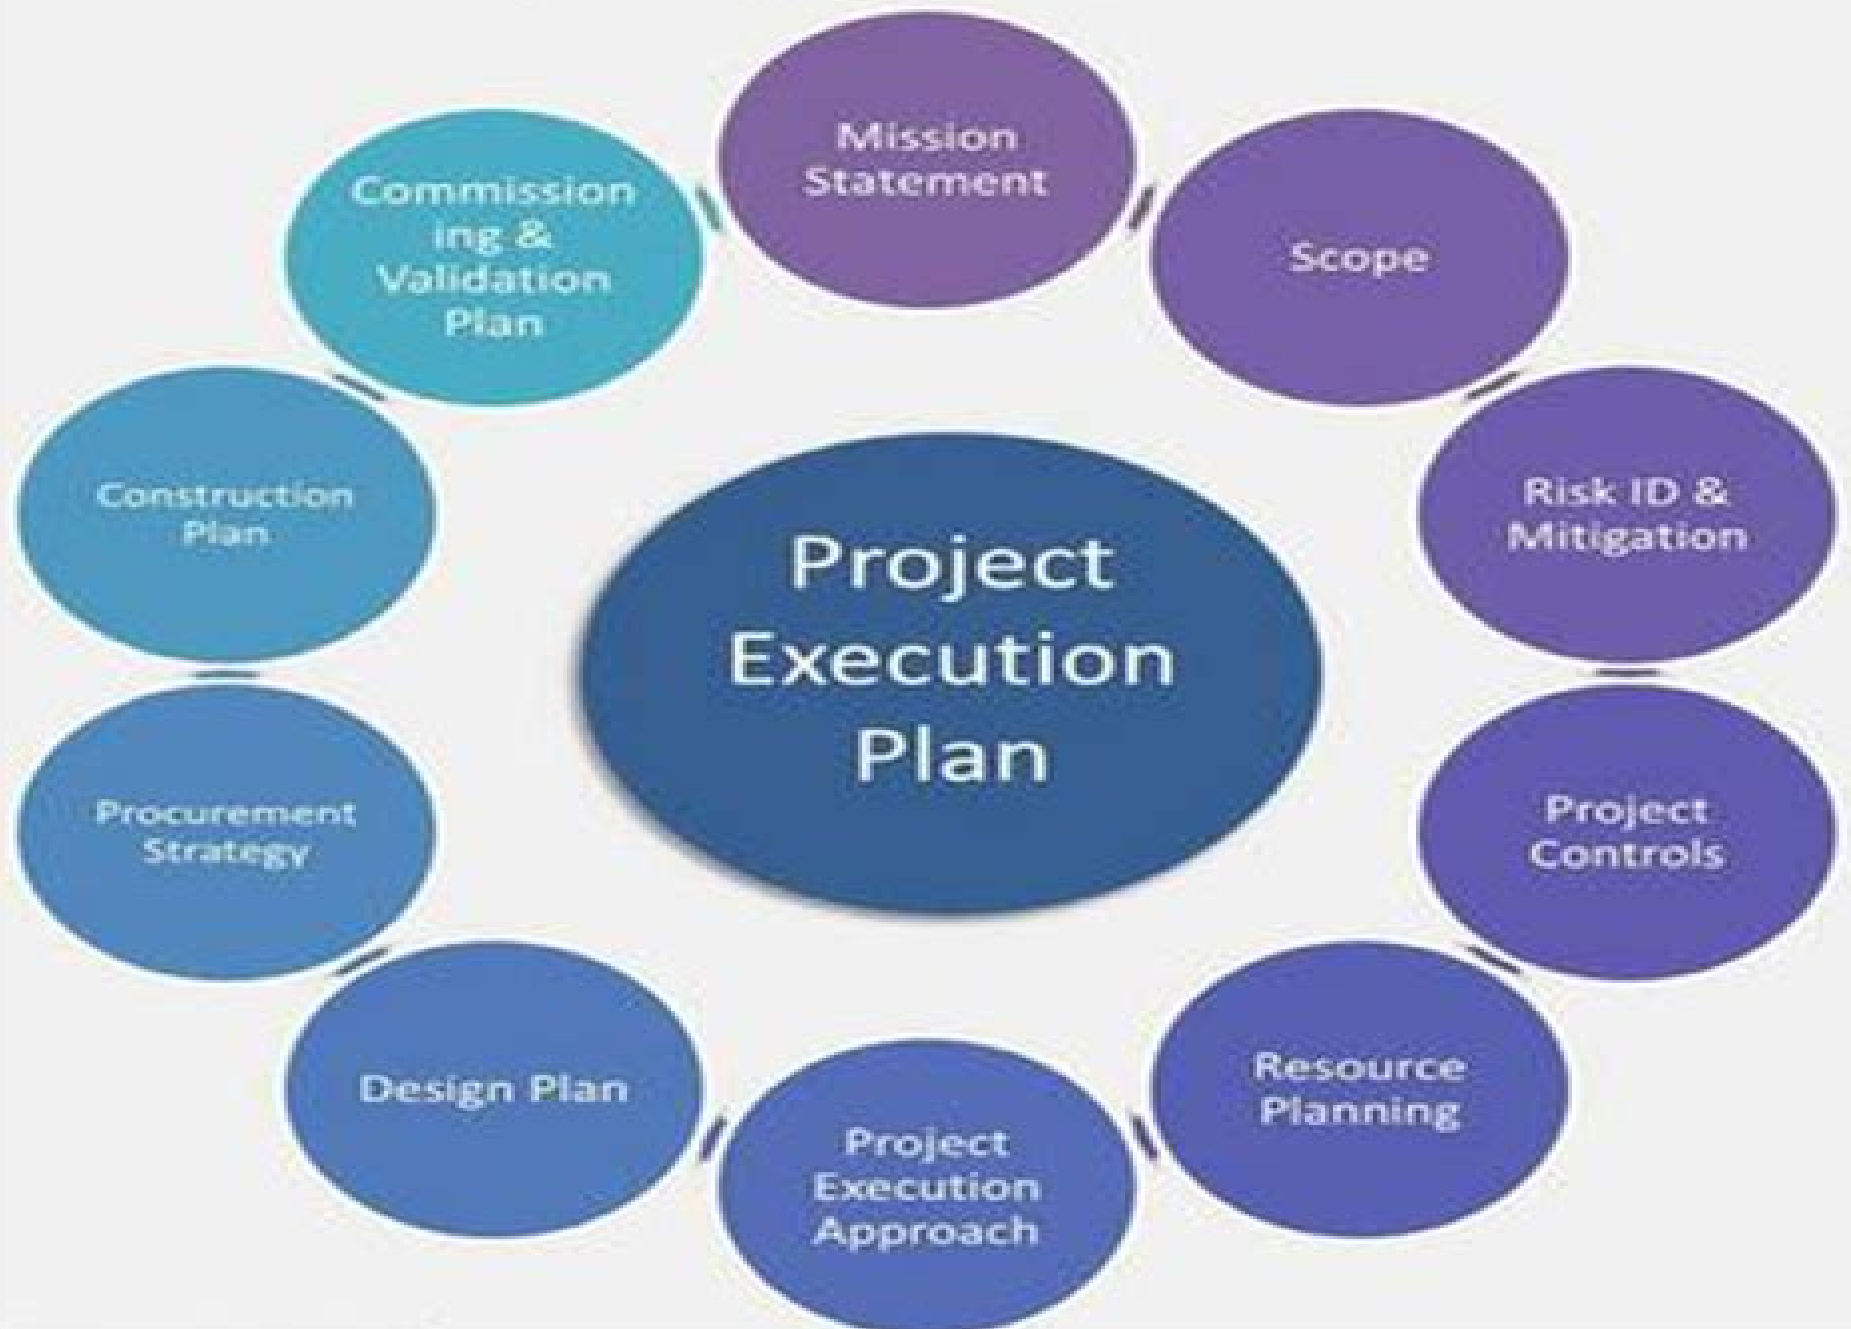 Mission
Statement
Scope
Risk ID &
Mitigation
Project
Controls
Resource
Planning
Project
Execution
Approach
Design Plan
Procurement
Strategy
Construction
Plan
Commission
ing &
Validation
Plan
Project
Execution
Plan